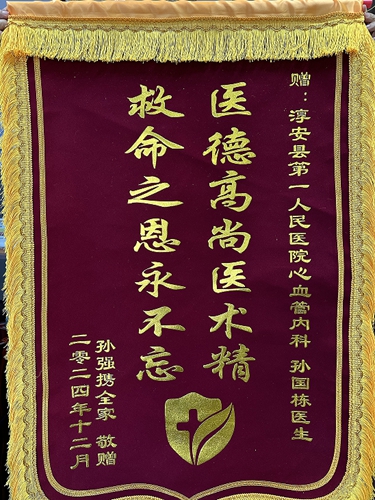 赠：淳安县第一人民医院心血管内科 孙国栋医生
医德高尚医术精
救命之恩永不忘
孙强携全家 敬赠
二零二四年十二月